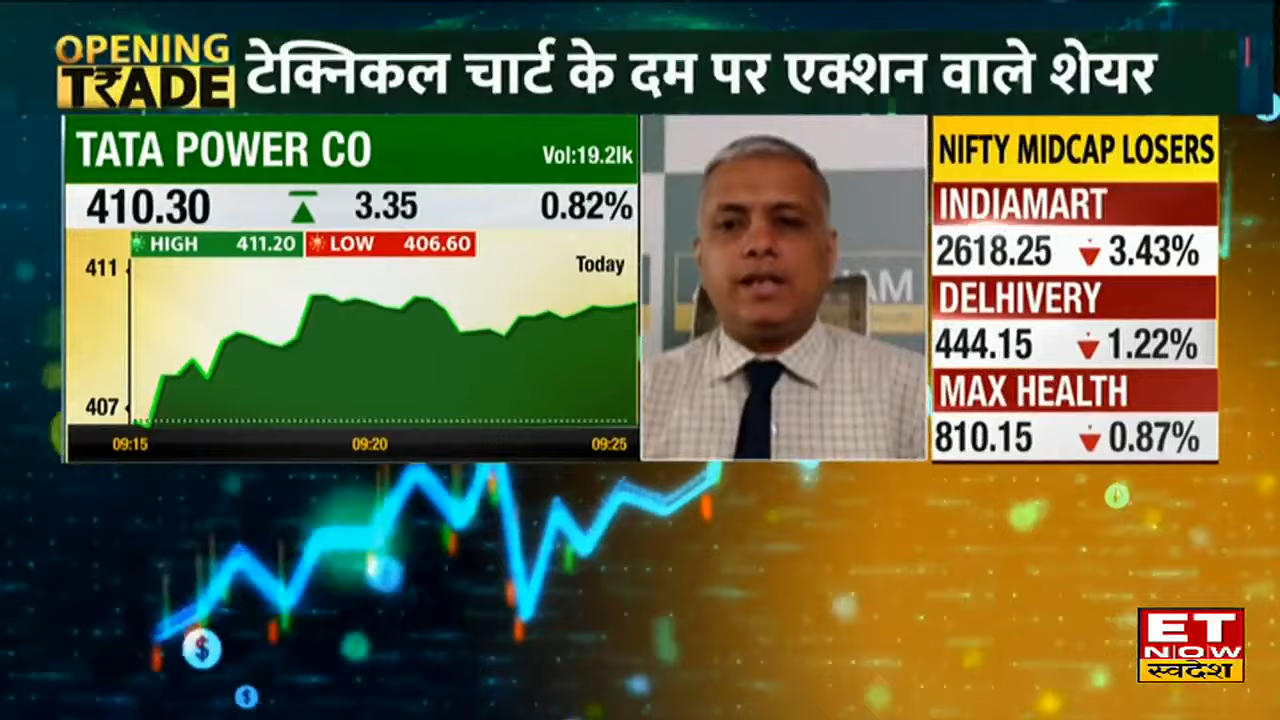 OPENING
TRADE
टेक्निकल चार्ट के दम पर एक्शन वाले शेयर
TATA POWER CO
Vol:19.2lk
410.30 3.35 0.82%
HIGH 411.20 LOW 406.60
Today
411
407
09:15 09:20 09:25
AM
NIFTY MIDCAP LOSERS
INDIAMART
2618.25 3.43%
DELHIVERY
444.15 1.22%
MAX HEALTH
810.15 0.87%
$
ET
NOW
स्वदेश